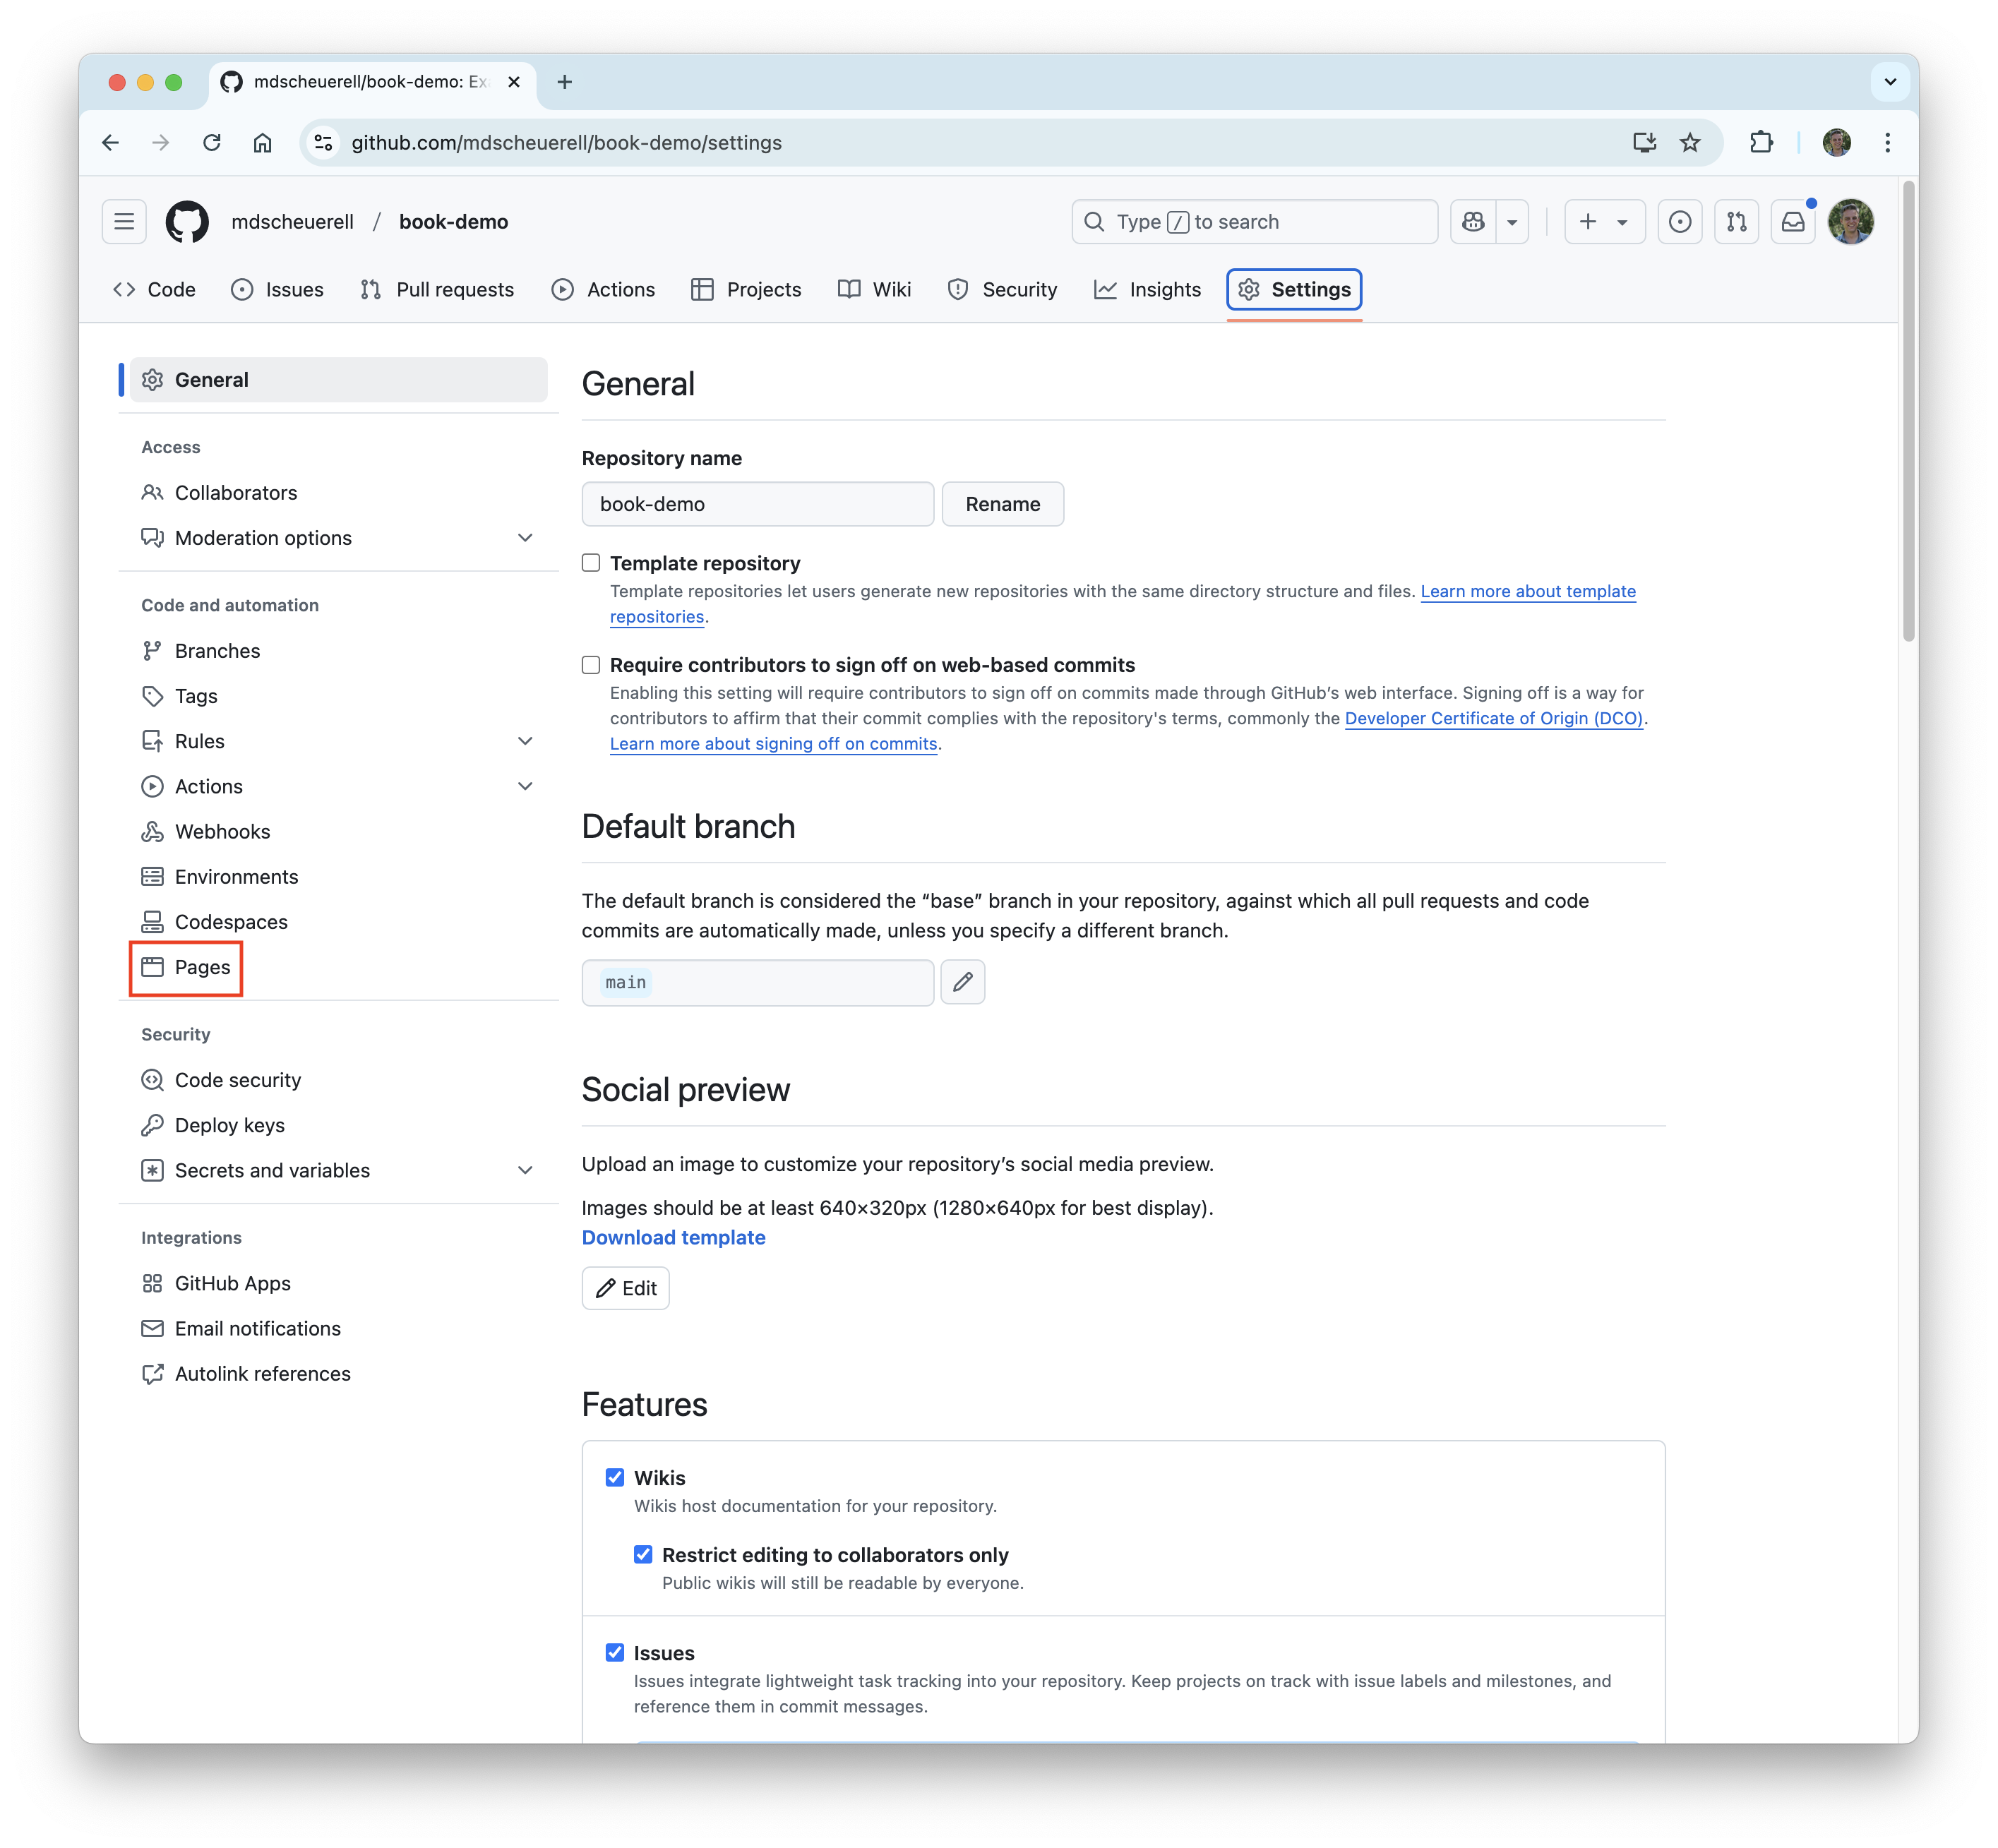 mdscheuerell/book-demo: Ex
github.com/mdscheuerell/book-demo/settings
mdscheuerell / book-demo
Type / to search
Code Issues Pull requests Actions Projects Wiki Security Insights Settings
General
Access
Collaborators
Moderation options
Code and automation
Branches
Tags
Rules
Actions
Webhooks
Environments
Codespaces
Pages
Security
Code security
Deploy keys
Secrets and variables
Integrations
GitHub Apps
Email notifications
Autolink references
General
Repository name
book-demo Rename
Template repository
Template repositories let users generate new repositories with the same directory structure and files. Learn more about template
repositories.
Require contributors to sign off on web-based commits
Enabling this setting will require contributors to sign off on commits made through GitHub’s web interface. Signing off is a way for
contributors to affirm that their commit complies with the repository's terms, commonly the Developer Certificate of Origin (DCO).
Learn more about signing off on commits.
Default branch
The default branch is considered the “base” branch in your repository, against which all pull requests and code
commits are automatically made, unless you specify a different branch.
main
Social preview
Upload an image to customize your repository’s social media preview.
Images should be at least 640×320px (1280×640px for best display).
Download template
Edit
Features
Wikis
Wikis host documentation for your repository.
Restrict editing to collaborators only
Public wikis will still be readable by everyone.
Issues
Issues integrate lightweight task tracking into your repository. Keep projects on track with issue labels and milestones, and
reference them in commit messages.